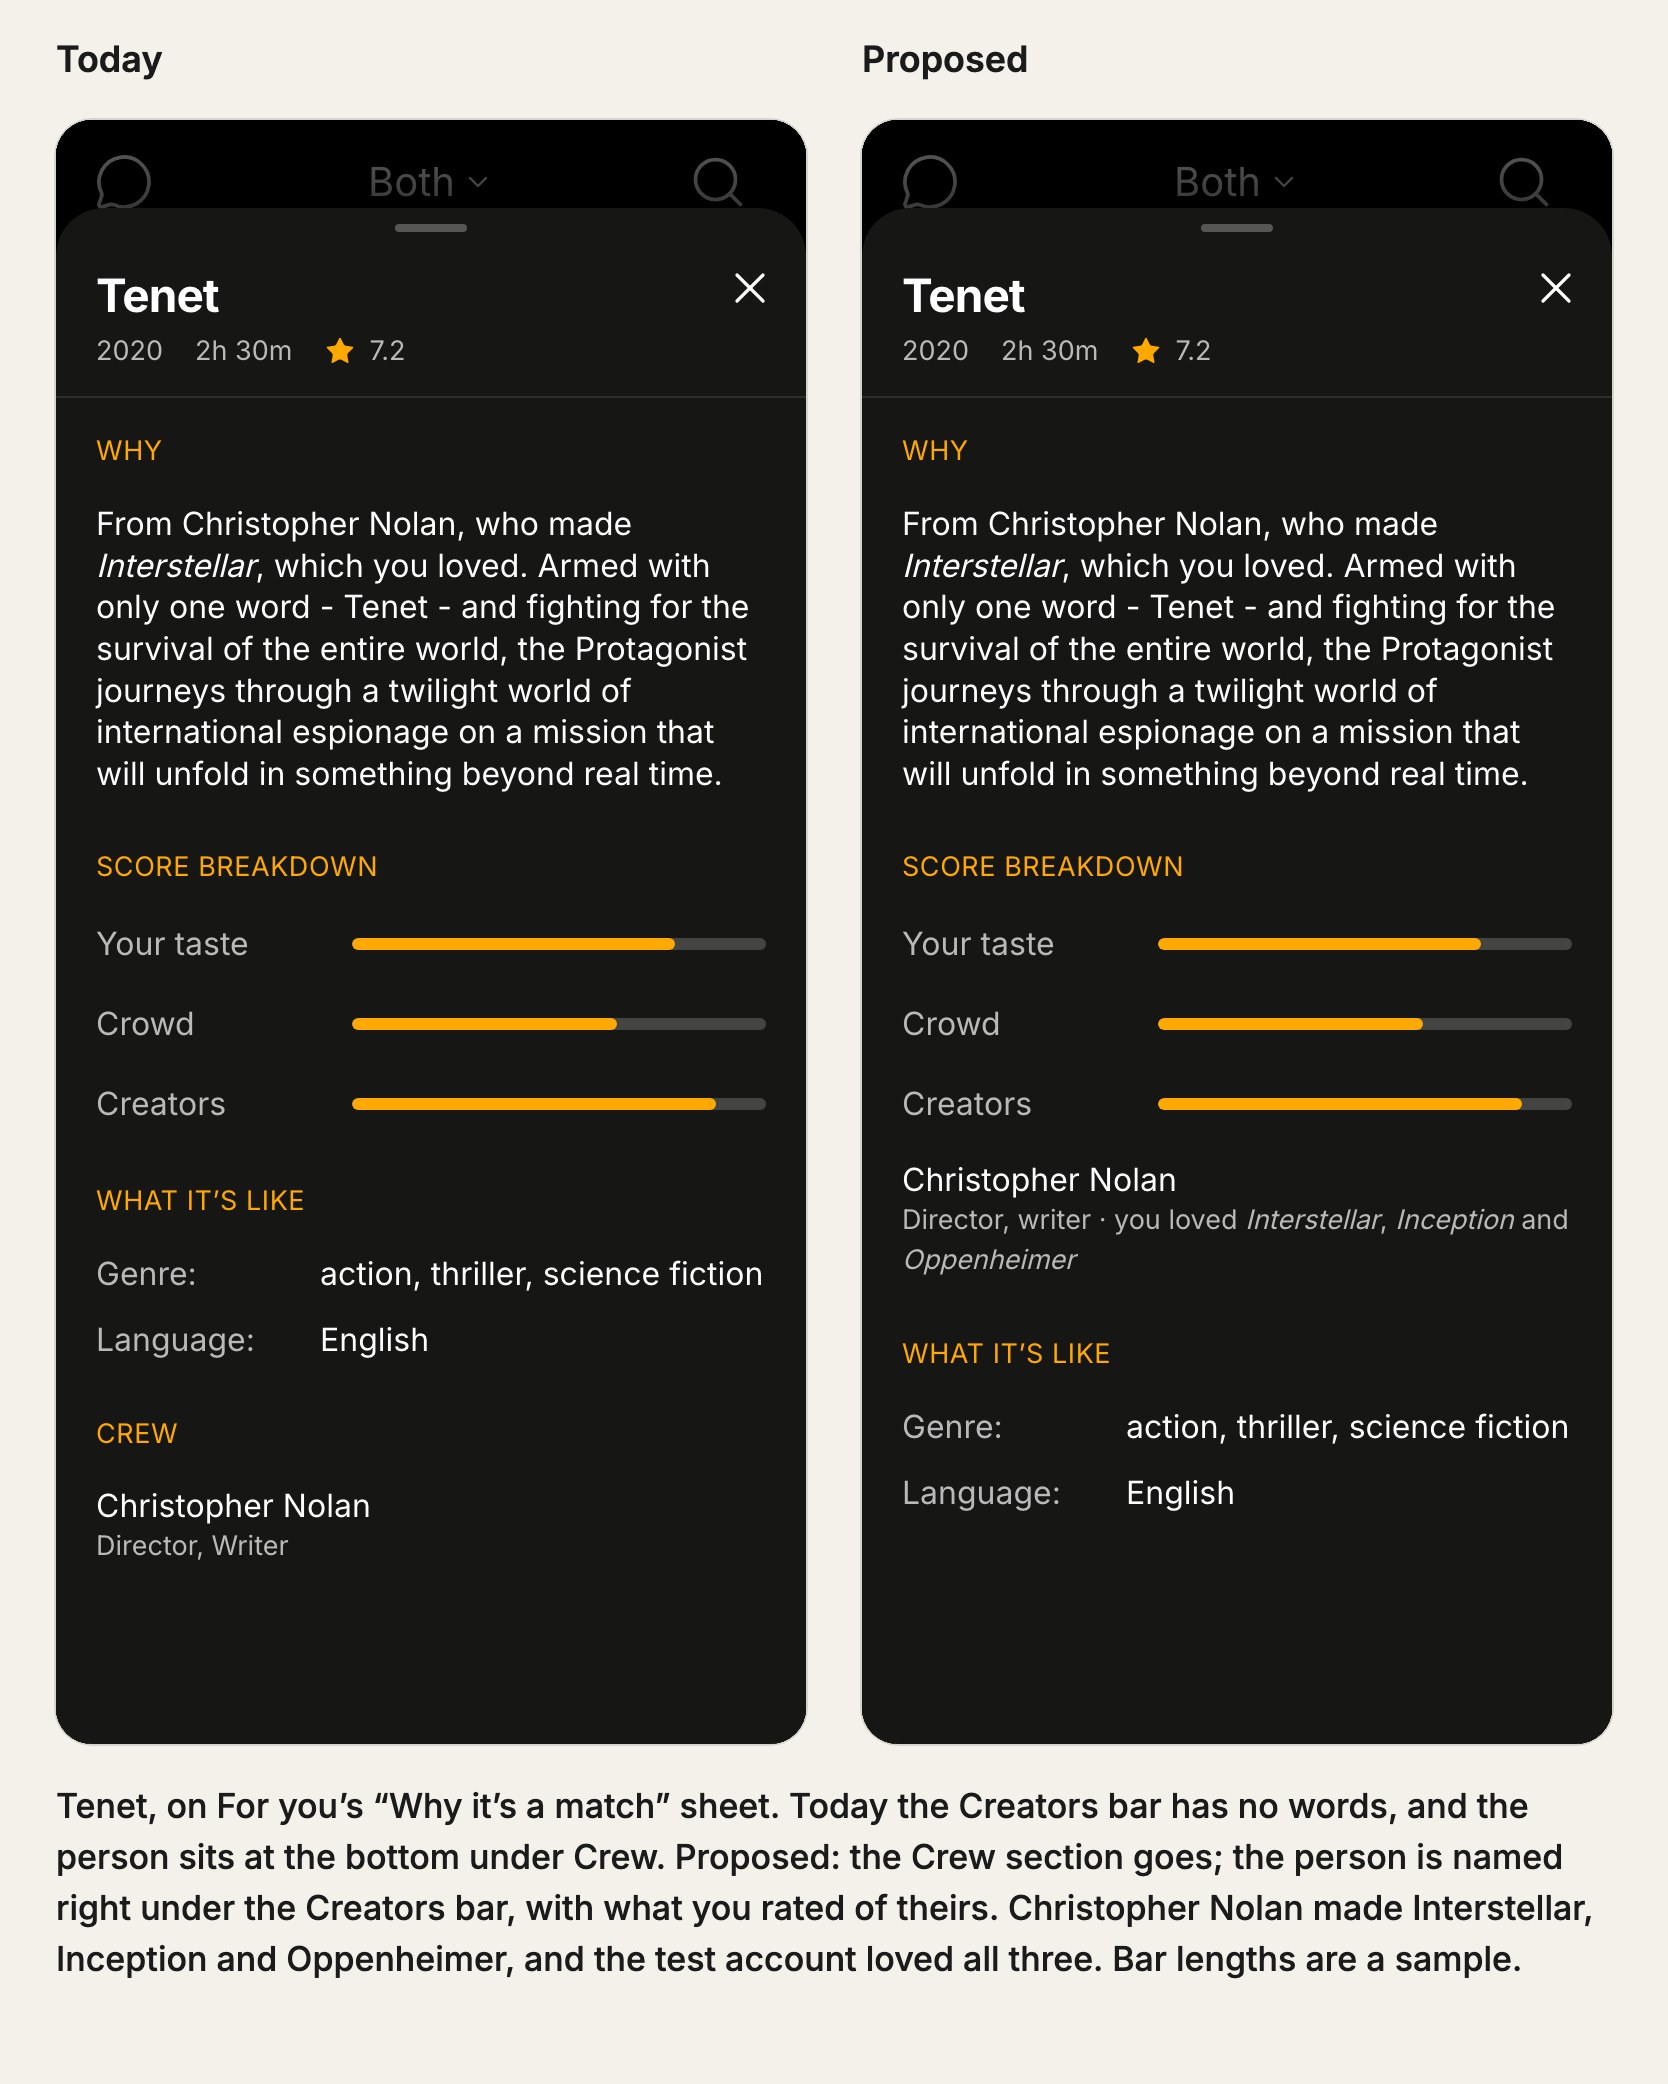 Today
Both
Tenet
2020 2h 30m 7.2
WHY
From Christopher Nolan, who made
Interstellar, which you loved. Armed with
only one word - Tenet - and fighting for the
survival of the entire world, the Protagonist
journeys through a twilight world of
international espionage on a mission that
will unfold in something beyond real time.
SCORE BREAKDOWN
Your taste
Crowd
Creators
WHAT IT’S LIKE
Genre: action, thriller, science fiction
Language: English
CREW
Christopher Nolan
Director, Writer
Proposed
Both
Tenet
2020 2h 30m 7.2
WHY
From Christopher Nolan, who made
Interstellar, which you loved. Armed with
only one word - Tenet - and fighting for the
survival of the entire world, the Protagonist
journeys through a twilight world of
international espionage on a mission that
will unfold in something beyond real time.
SCORE BREAKDOWN
Your taste
Crowd
Creators
Christopher Nolan
Director, writer · you loved Interstellar, Inception and
Oppenheimer
WHAT IT’S LIKE
Genre: action, thriller, science fiction
Language: English
Tenet, on For you’s “Why it’s a match” sheet. Today the Creators bar has no words, and the
person sits at the bottom under Crew. Proposed: the Crew section goes; the person is named
right under the Creators bar, with what you rated of theirs. Christopher Nolan made Interstellar,
Inception and Oppenheimer, and the test account loved all three. Bar lengths are a sample.